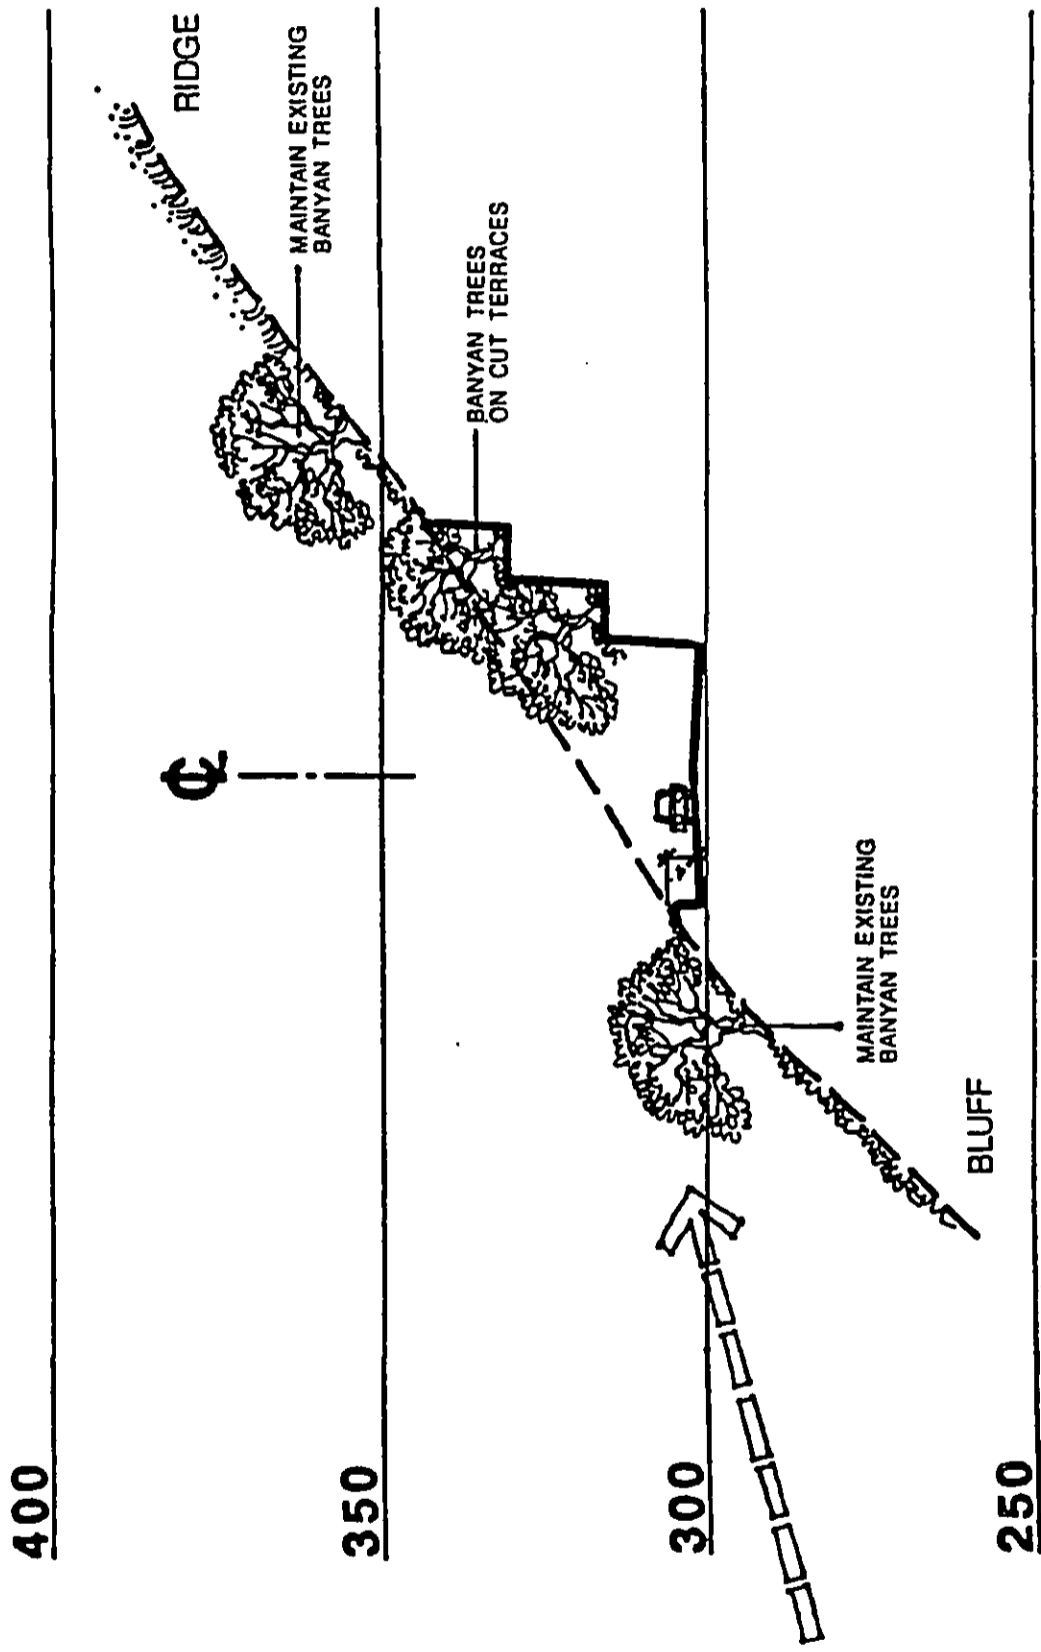 RIDGE
MAINTAIN EXISTING
BANYAN TREES
BANYAN TREES
ON CUT TERRACES
℄
MAINTAIN EXISTING
BANYAN TREES
BLUFF
400
350
300
250